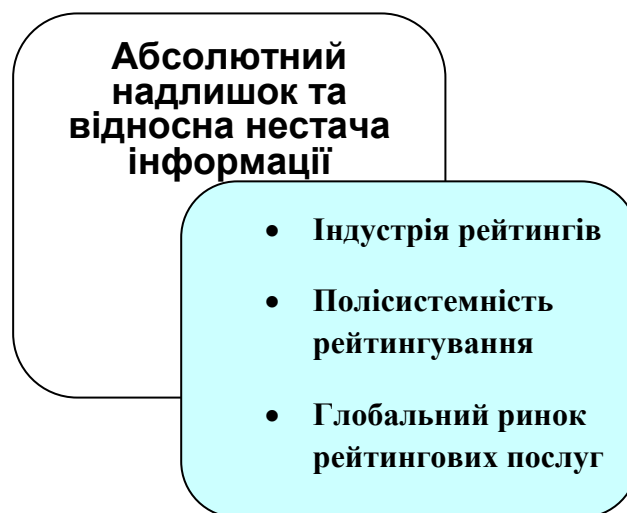 Абсолютний
надлишок та
відносна нестача
інформації
• Індустрія рейтингів
• Полісистемність
рейтингування
• Глобальний ринок
рейтингових послуг